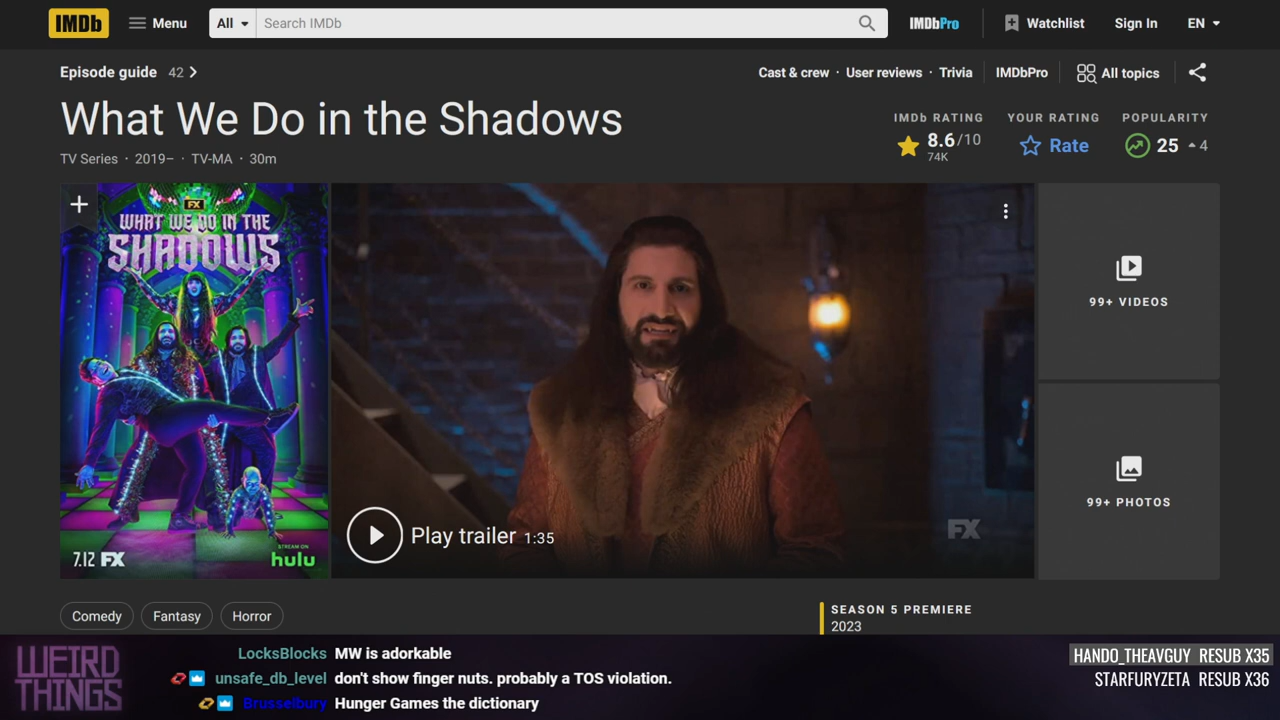 IMDb
Menu
All
Search IMDb
IMDbPro
Watchlist
Sign In
EN
Episode guide 42
Cast & crew · User reviews · Trivia
IMDbPro
All topics
What We Do in the Shadows
TV Series · 2019– · TV-MA · 30m
IMDb RATING
8.6/10
74K
YOUR RATING
Rate
POPULARITY
25
4
FX
WHAT WE DO IN THE
SHADOWS
7.12 FX
STREAM ON
hulu
Play trailer 1:35
FX
99+ VIDEOS
99+ PHOTOS
Comedy
Fantasy
Horror
SEASON 5 PREMIERE
2023
WEIRD
THINGS
LocksBlocks MW is adorkable
unsafe_db_level don't show finger nuts. probably a TOS violation.
Brusselbury Hunger Games the dictionary
HANDO_THEAVGUY RESUB X35
STARFURYZETA RESUB X36